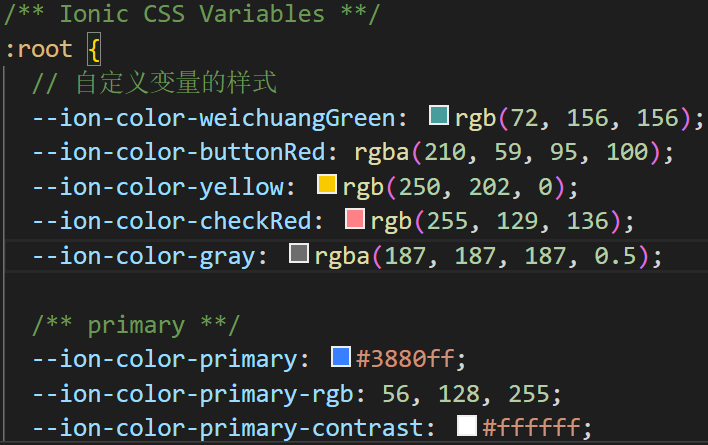 /** Ionic CSS Variables **/
:root {
// 自定义变量的样式
--ion-color-weichuangGreen: rgb(72, 156, 156);
--ion-color-buttonRed: rgba(210, 59, 95, 100);
--ion-color-yellow: rgb(250, 202, 0);
--ion-color-checkRed: rgb(255, 129, 136);
--ion-color-gray: rgba(187, 187, 187, 0.5);
/** primary **/
--ion-color-primary: #3880ff;
--ion-color-primary-rgb: 56, 128, 255;
--ion-color-primary-contrast: #ffffff;